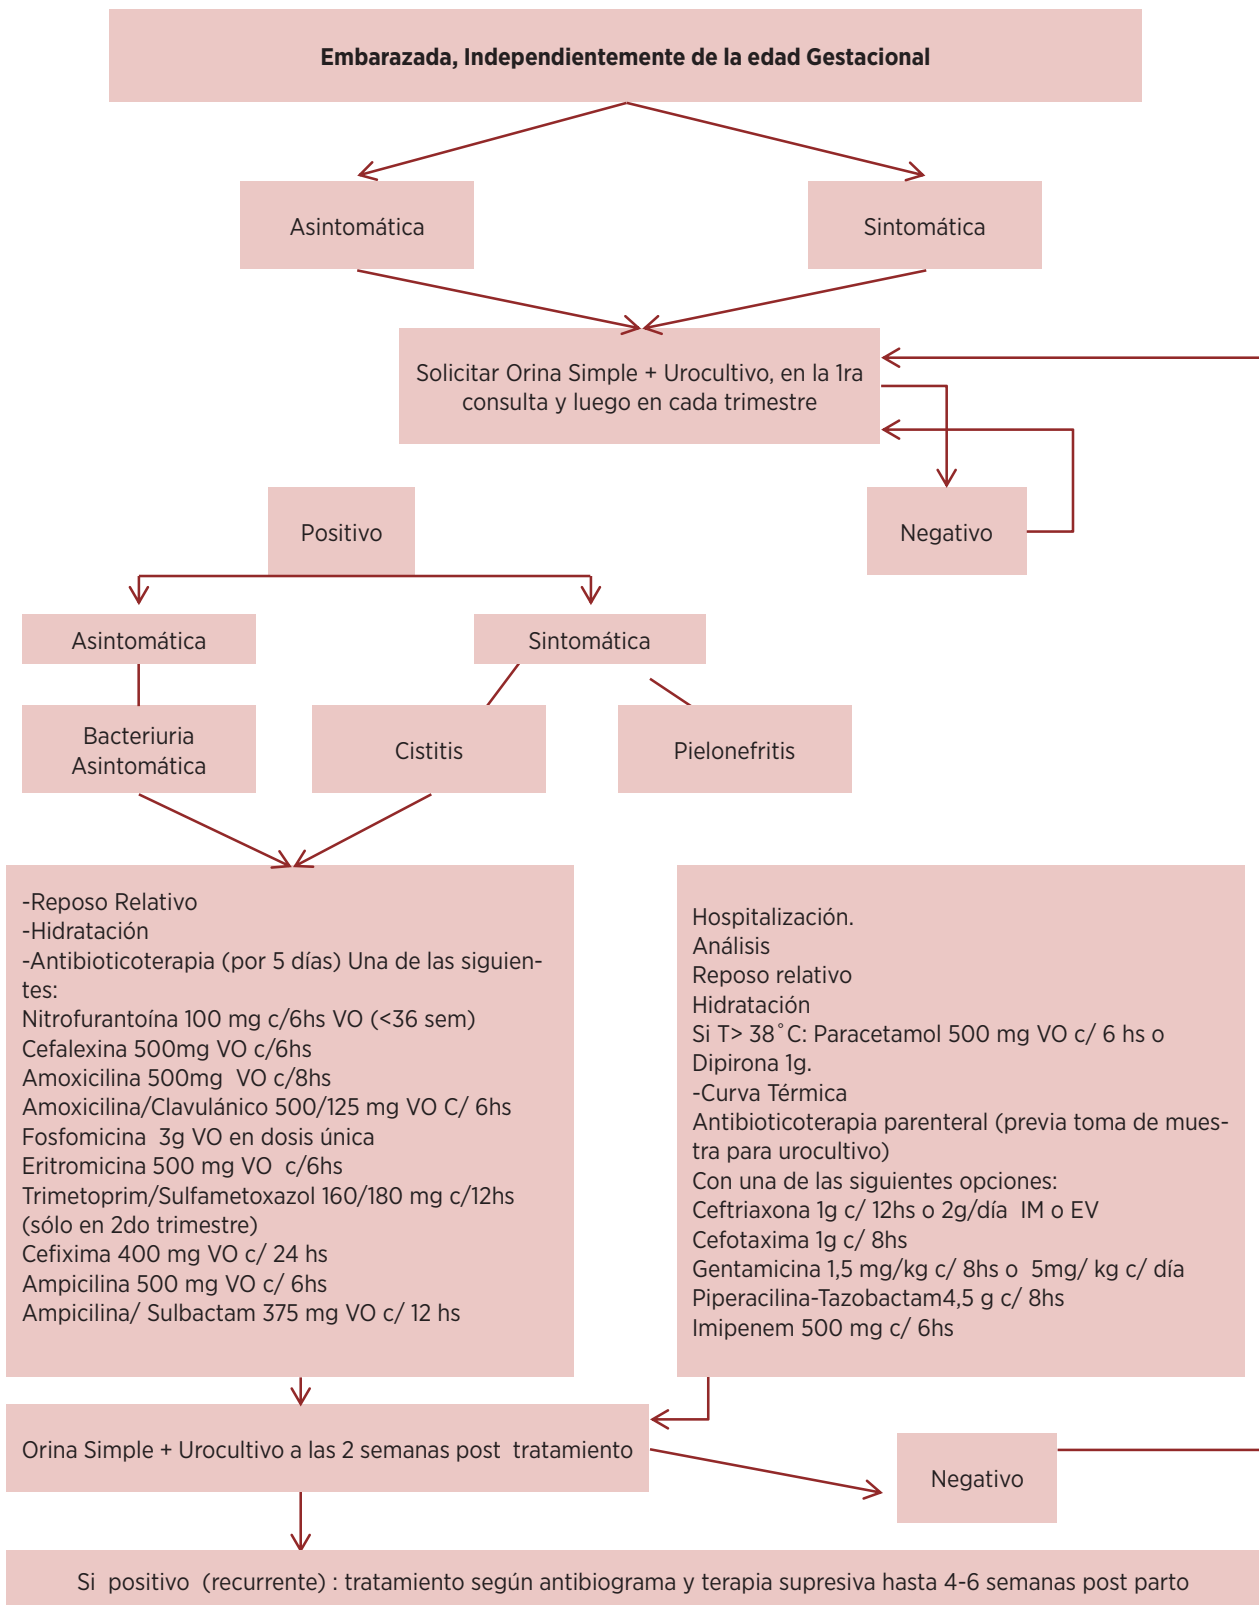 Embarazada, Independientemente de la edad Gestacional
Asintomática
Sintomática
Solicitar Orina Simple + Urocultivo, en la 1ra
consulta y luego en cada trimestre
Positivo
Negativo
Asintomática
Sintomática
Bacteriuria
Asintomática
Cistitis
Pielonefritis
-Reposo Relativo
-Hidratación
-Antibioticoterapia (por 5 días) Una de las siguien-
tes:
Nitrofurantoína 100 mg c/6hs VO (<36 sem)
Cefalexina 500mg VO c/6hs
Amoxicilina 500mg  VO c/8hs
Amoxicilina/Clavulánico 500/125 mg VO C/ 6hs
Fosfomicina  3g VO en dosis única
Eritromicina 500 mg VO  c/6hs
Trimetoprim/Sulfametoxazol 160/180 mg c/12hs
(sólo en 2do trimestre)
Cefixima 400 mg VO c/ 24 hs
Ampicilina 500 mg VO c/ 6hs
Ampicilina/ Sulbactam 375 mg VO c/ 12 hs
Hospitalización.
Análisis
Reposo relativo
Hidratación
Si T> 38˚C: Paracetamol 500 mg VO c/ 6 hs o
Dipirona 1g.
-Curva Térmica
Antibioticoterapia parenteral (previa toma de mues-
tra para urocultivo)
Con una de las siguientes opciones:
Ceftriaxona 1g c/ 12hs o 2g/día  IM o EV
Cefotaxima 1g c/ 8hs
Gentamicina 1,5 mg/kg c/ 8hs o  5mg/ kg c/ día
Piperacilina-Tazobactam4,5 g c/ 8hs
Imipenem 500 mg c/ 6hs
Orina Simple + Urocultivo a las 2 semanas post  tratamiento
Negativo
Si  positivo  (recurrente) : tratamiento según antibiograma y terapia supresiva hasta 4-6 semanas post parto